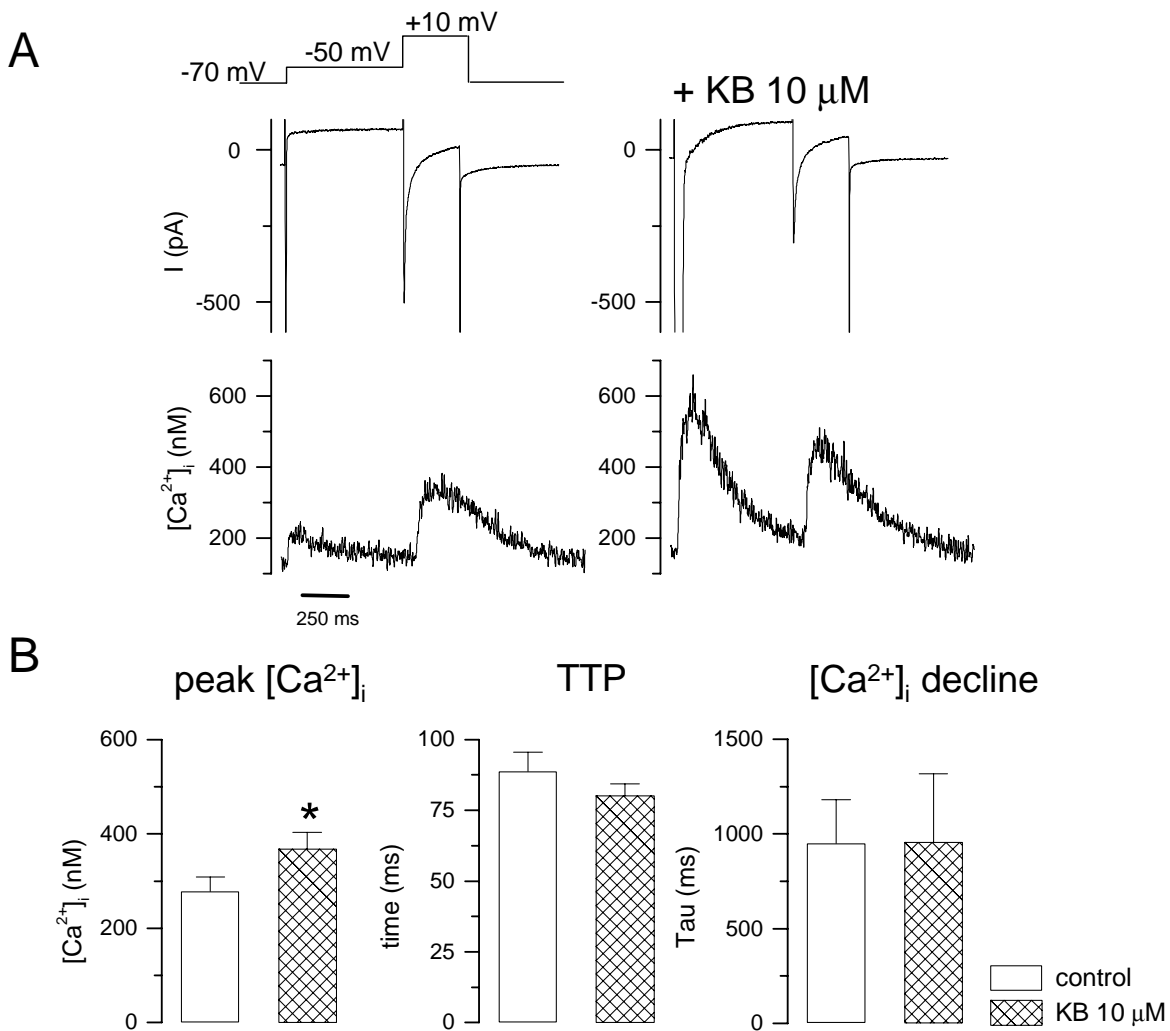 A
+10 mV
-50 mV
-70 mV
+ KB 10 μM
0
-500
I (pA)
0
-500
600
400
200
[Ca²⁺]ᵢ (nM)
600
400
200
250 ms
B
peak [Ca²⁺]ᵢ
TTP
[Ca²⁺]ᵢ decline
600
400
200
0
[Ca²⁺]ᵢ (nM)
*
100
75
50
25
0
time (ms)
1500
1000
500
0
Tau (ms)
control
KB 10 μM